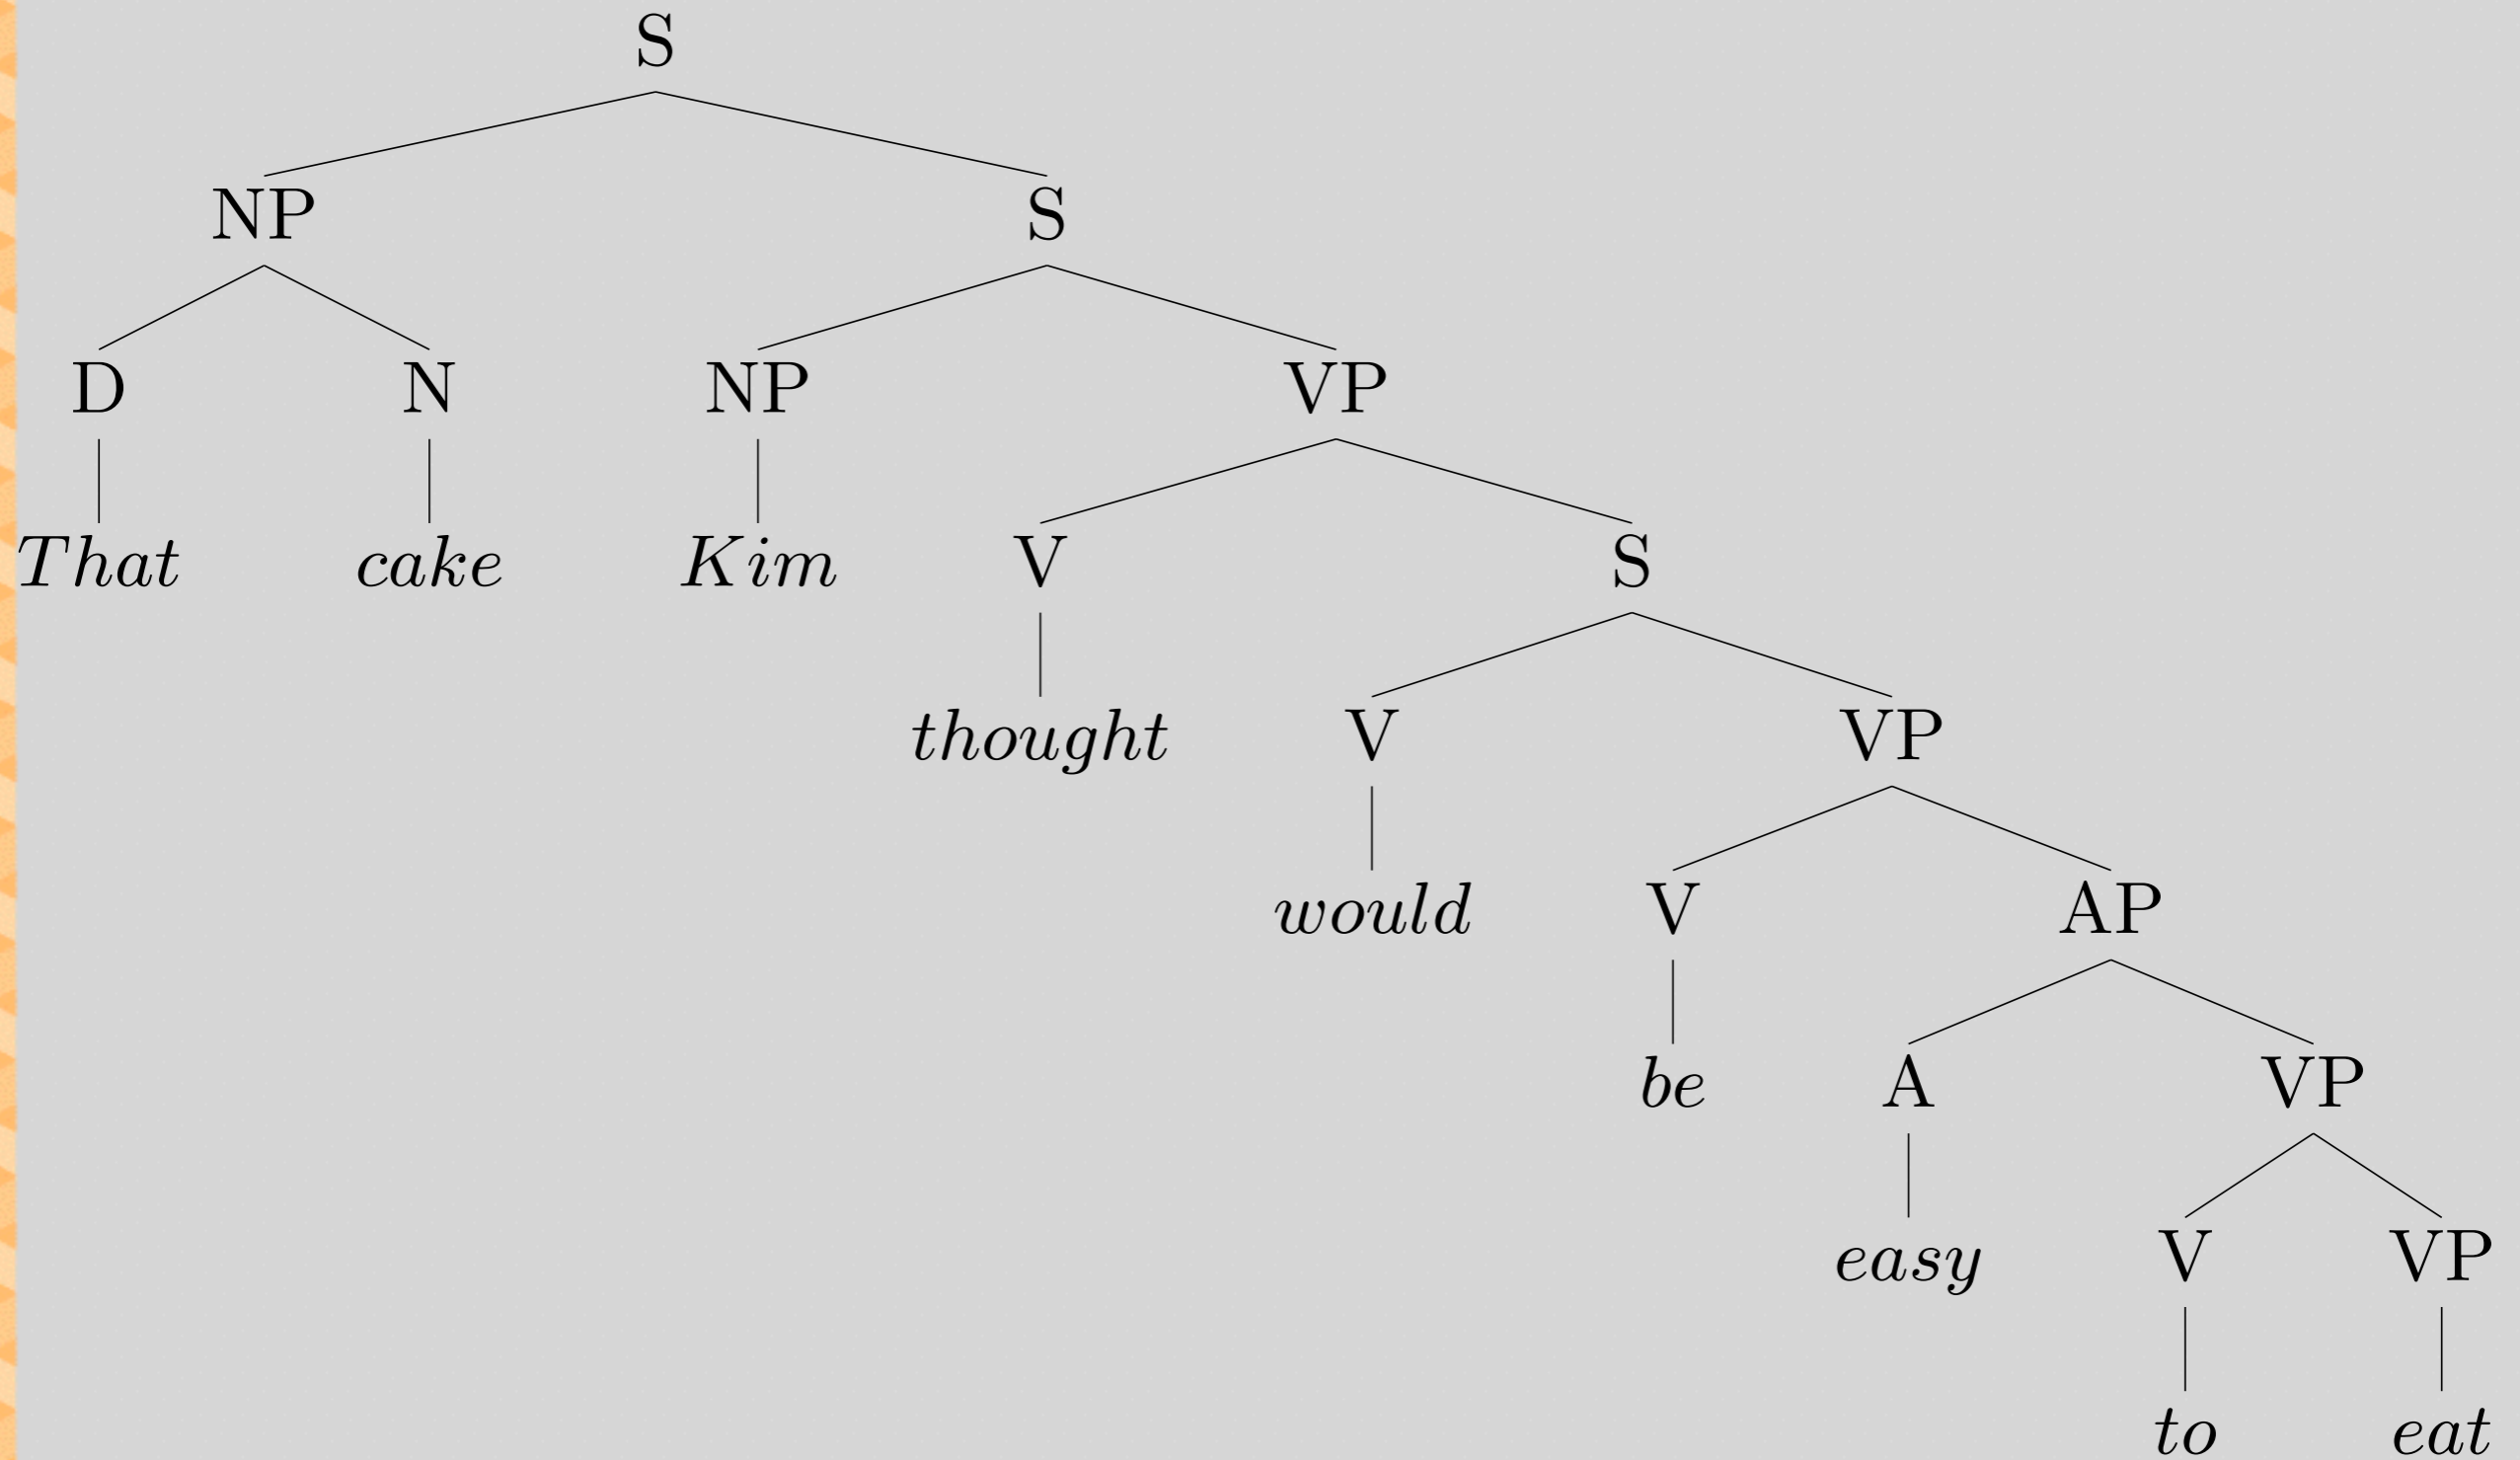 S
NP S
D N NP VP
That cake Kim V S
thought V VP
would V AP
be A VP
easy V VP
to eat